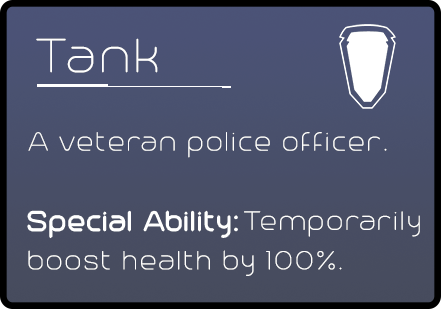 Tank
A veteran police officer.
Special Ability: Temporarily
boost health by 100%.